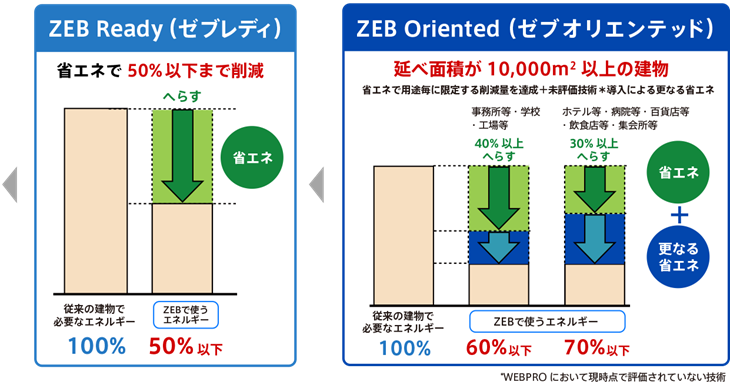 ZEB Ready（ゼブレディ）
省エネで 50%以下まで削減
へらす
省エネ
従来の建物で
必要なエネルギー
100%
ZEBで使う
エネルギー
50%以下
ZEB Oriented（ゼブオリエンテッド）
延べ面積が 10,000m² 以上の建物
省エネで用途毎に限定する削減量を達成＋未評価技術＊導入による更なる省エネ
事務所等・学校
・工場等
ホテル等・病院等・百貨店等
・飲食店等・集会所等
40%以上
へらす
30%以上
へらす
省エネ
+
更なる
省エネ
従来の建物で
必要なエネルギー
100%
ZEBで使うエネルギー
60%以下
70%以下
*WEBPROにおいて現時点で評価されていない技術